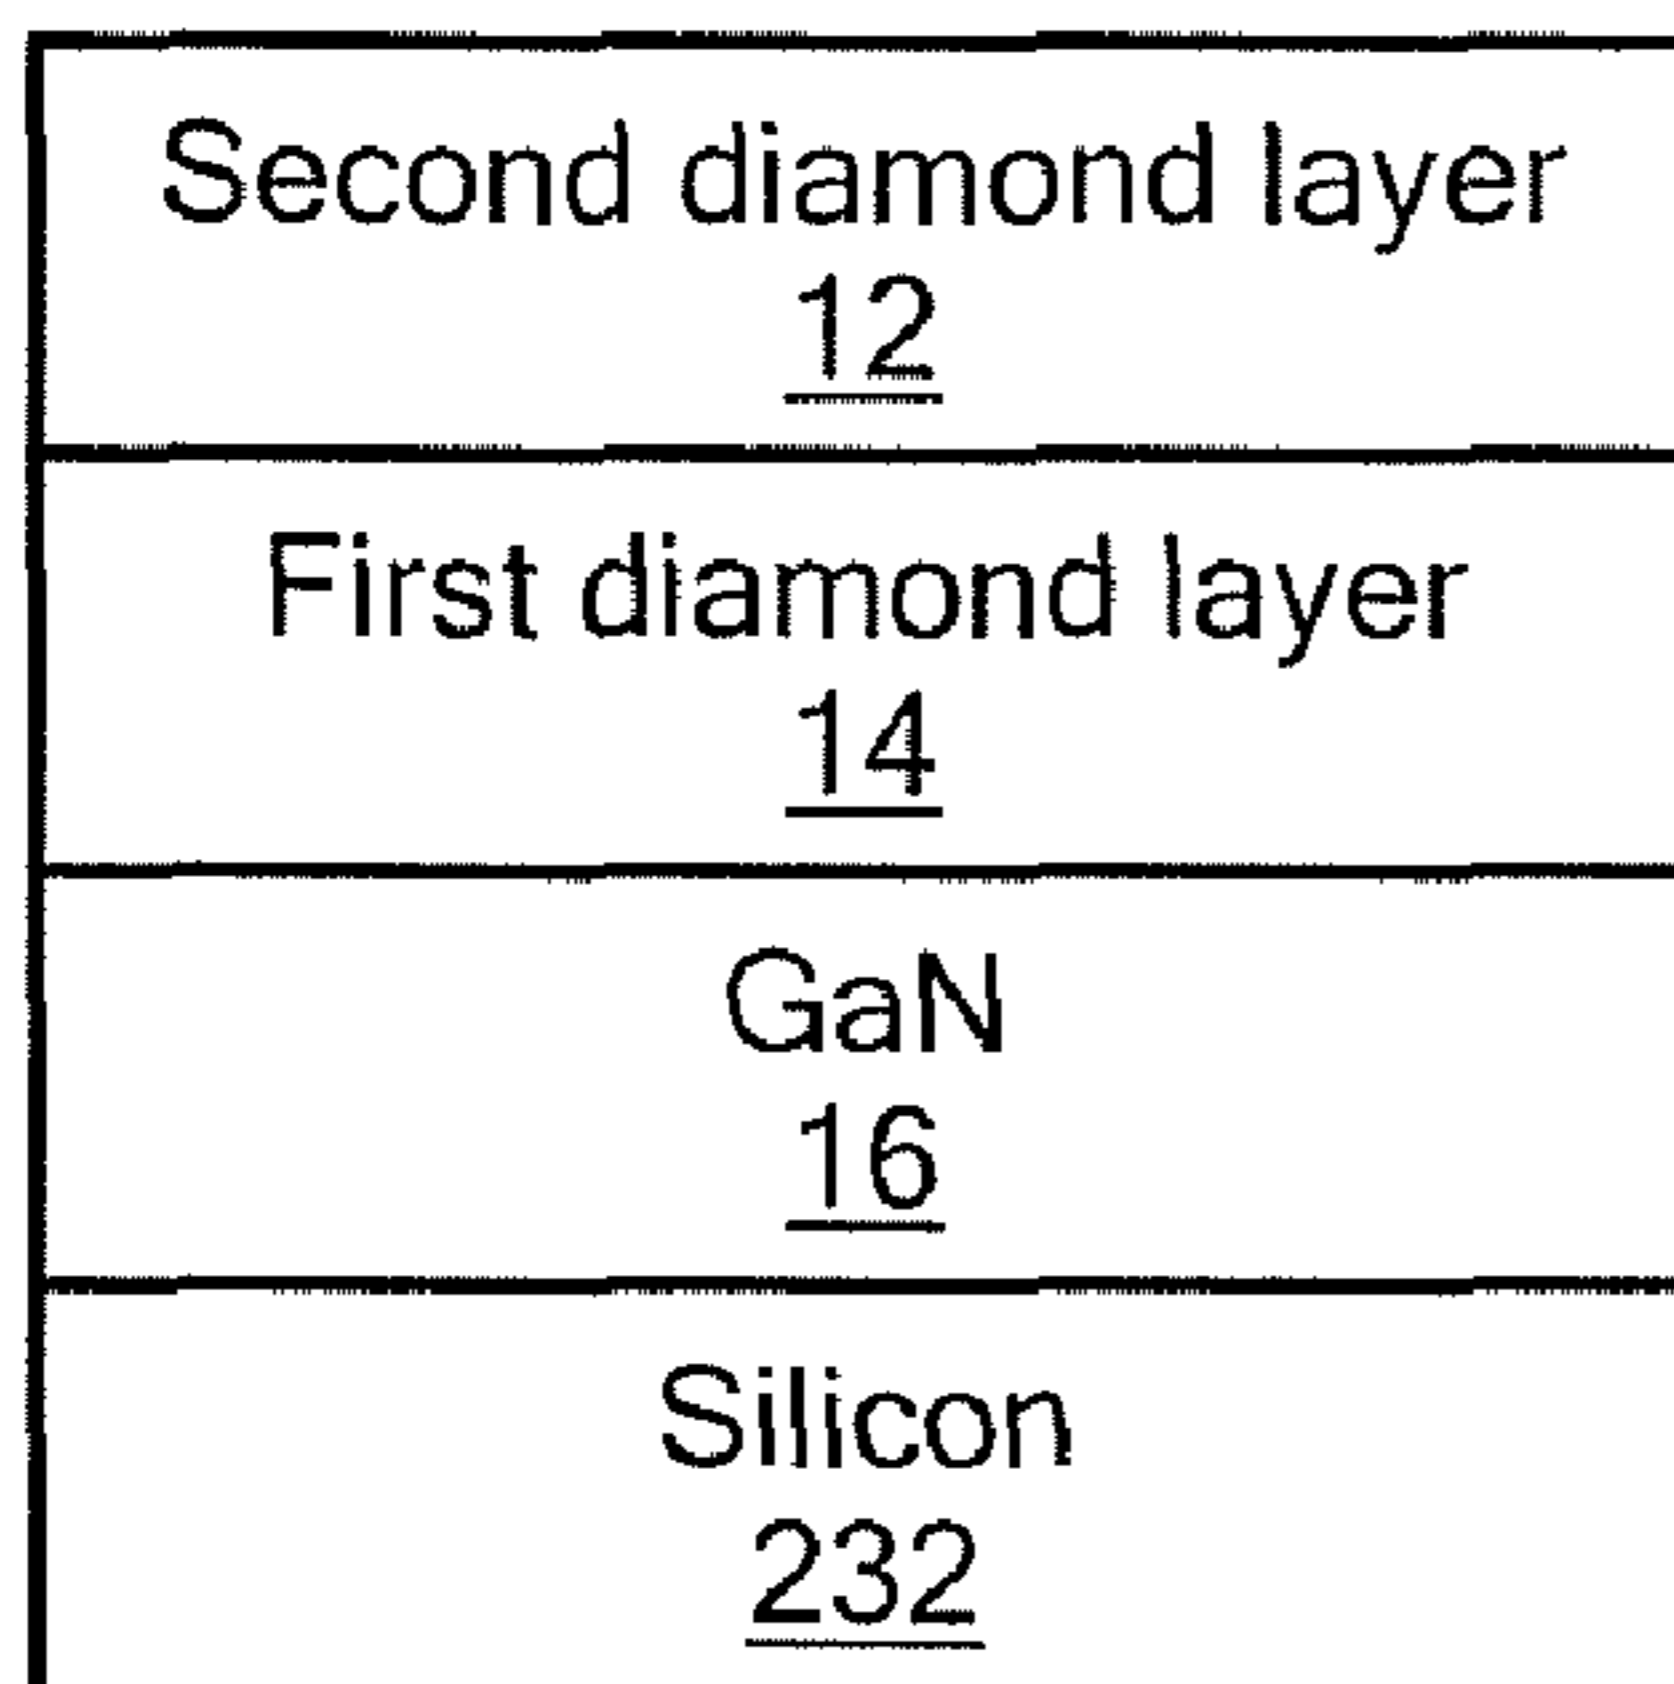 Second diamond layer
12
First diamond layer
14
GaN
16
Silicon
232